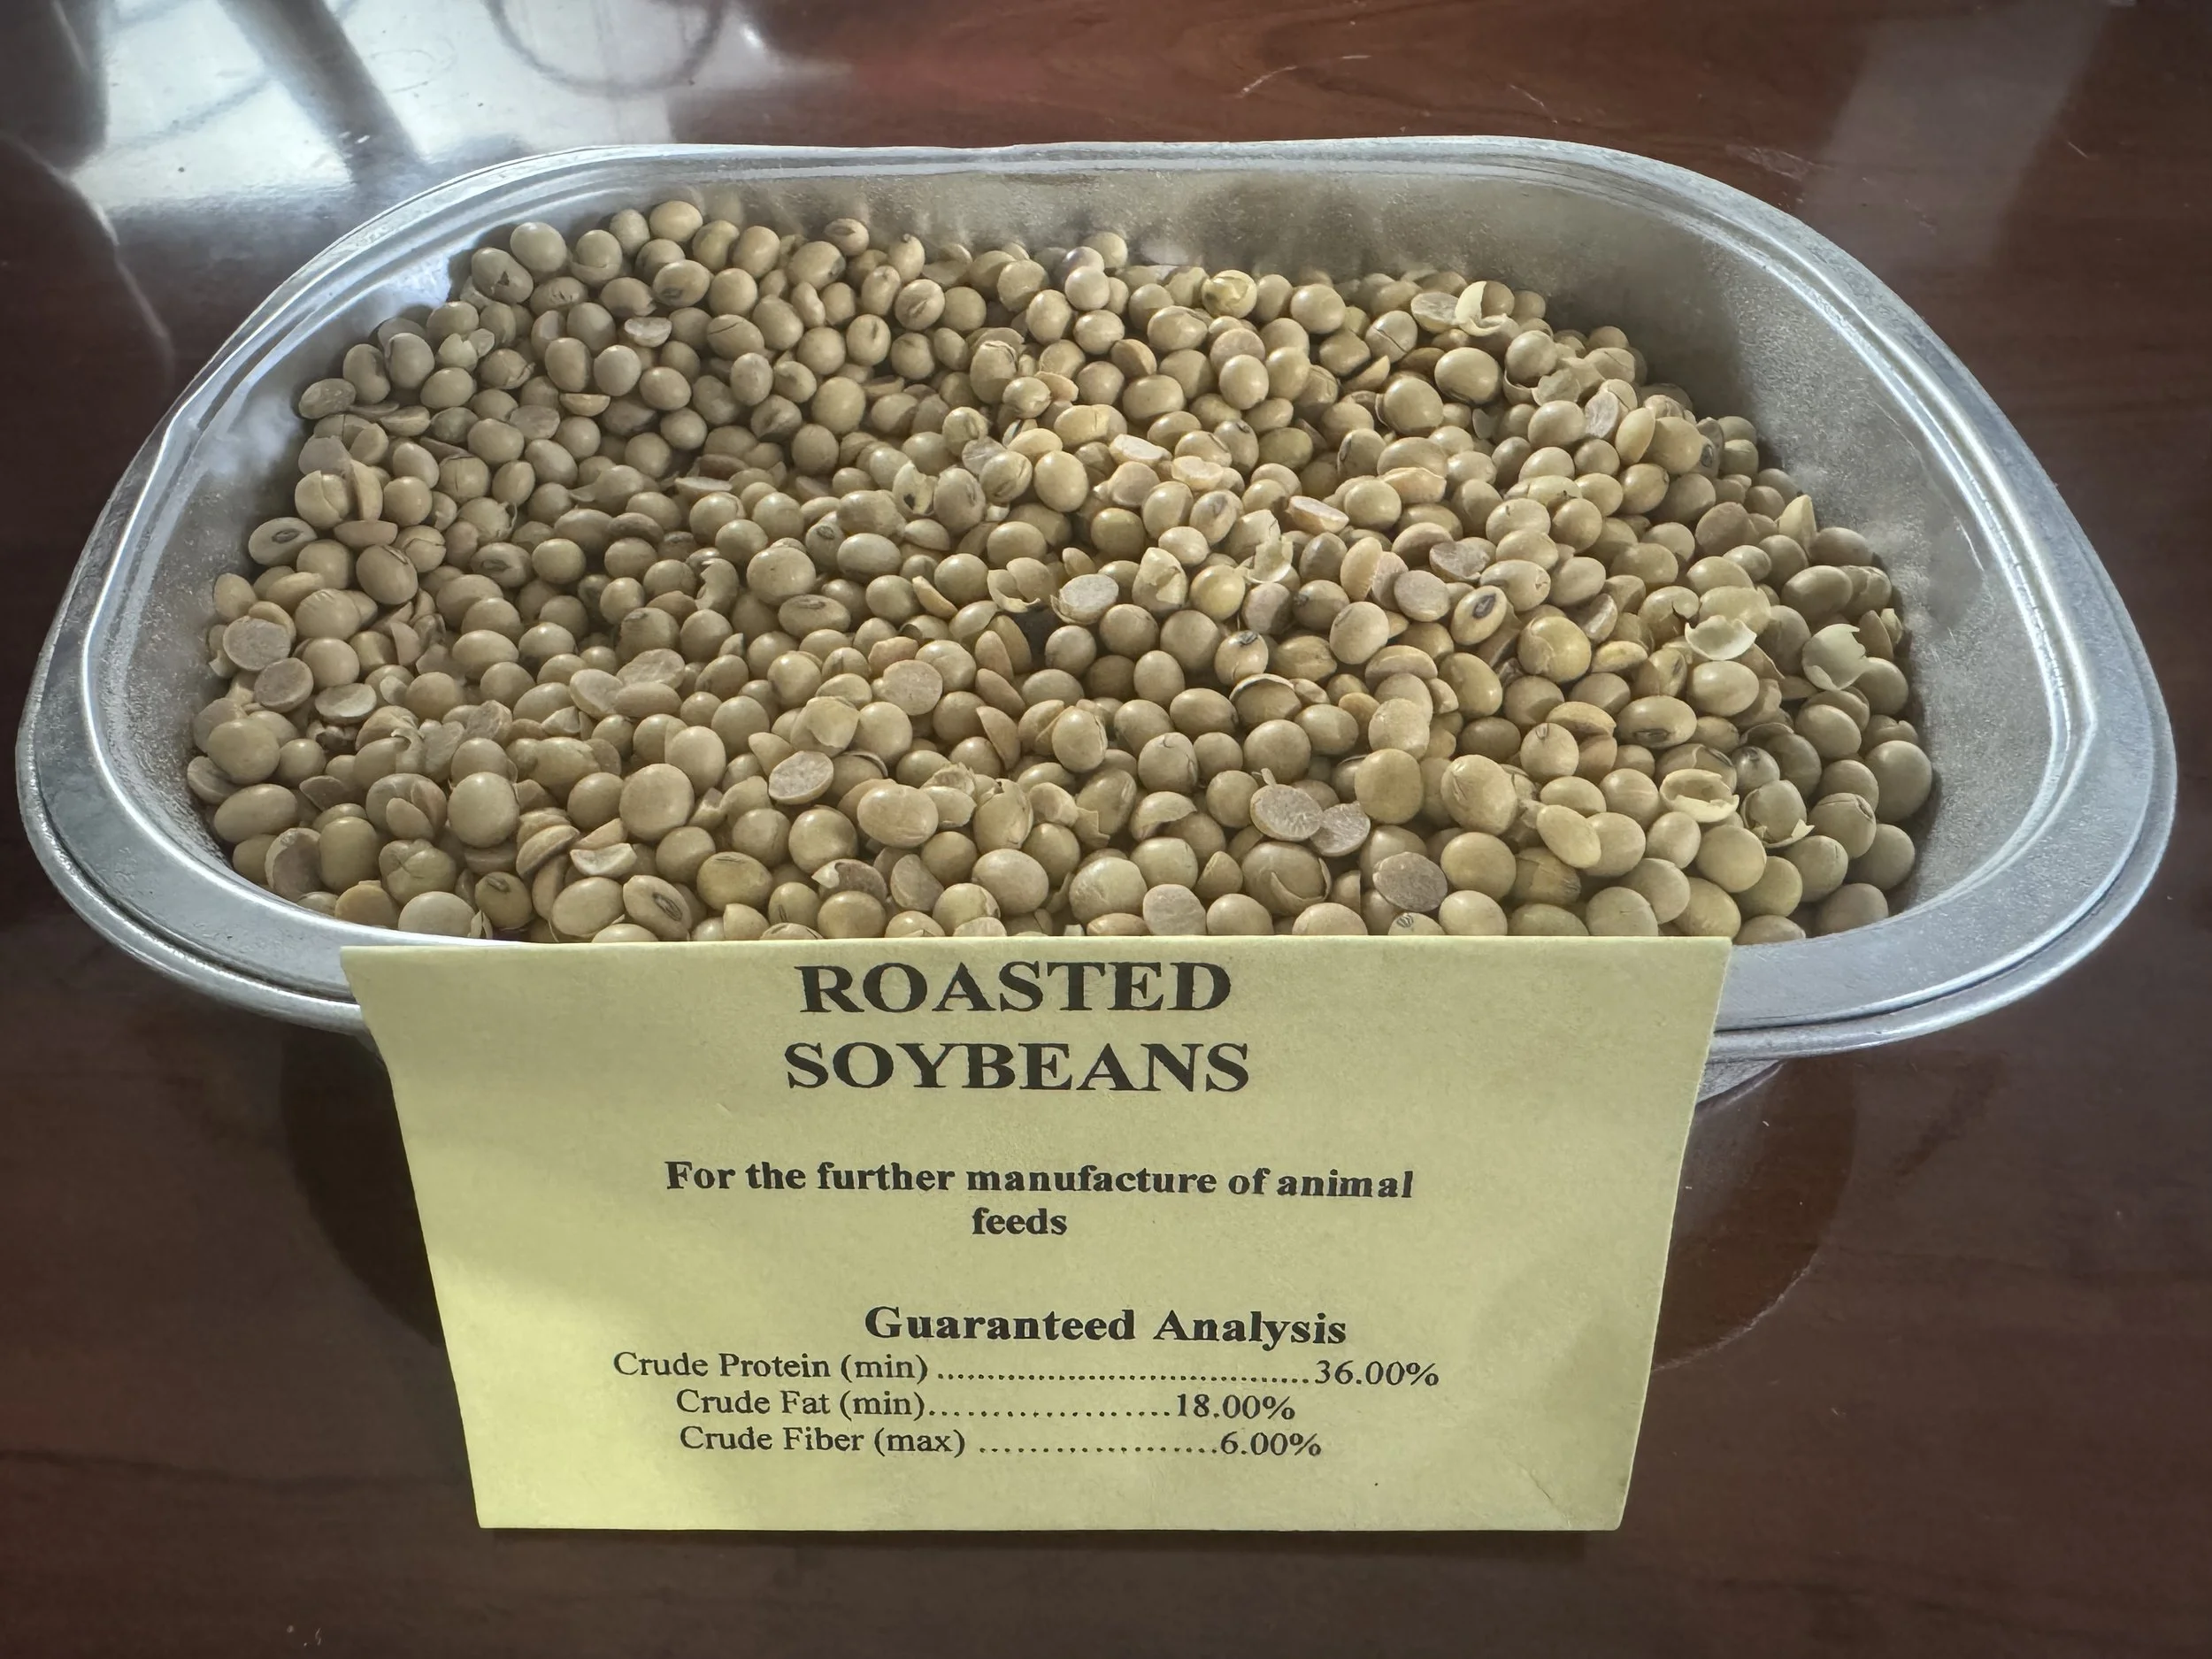 ROASTED
SOYBEANS
For the further manufacture of animal
feeds
Guaranteed Analysis
Crude Protein (min) ....................................36.00%
Crude Fat (min)...................18.00%
Crude Fiber (max) ...................6.00%